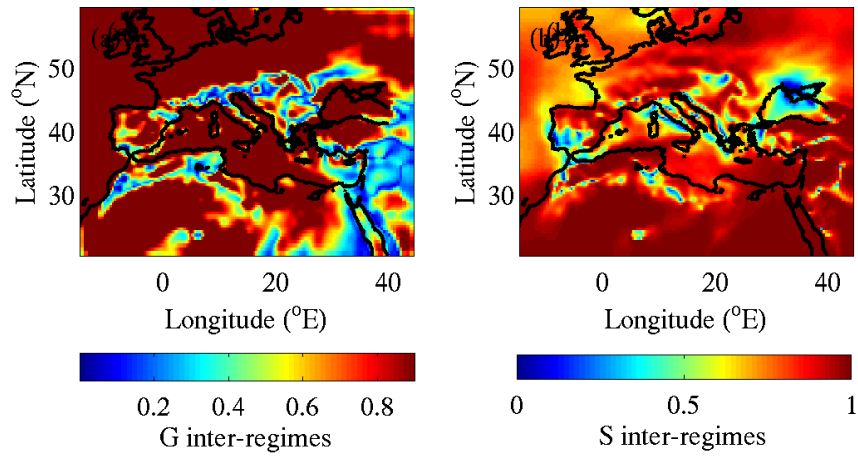 (a)
(b)
50
40
30
Latitude (°N)
50
40
30
Latitude (°N)
0 20 40
0 20 40
Longitude (°E)
Longitude (°E)
0.2 0.4 0.6 0.8
0 0.5 1
G inter-regimes
S inter-regimes